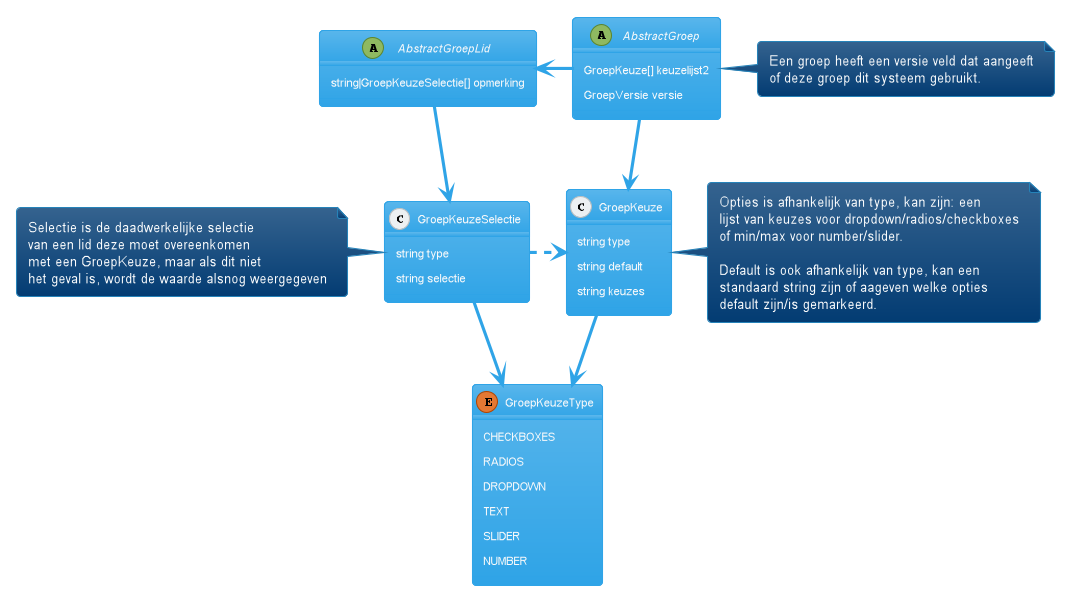 A AbstractGroepLid
string|GroepKeuzeSelectie[] opmerking
A AbstractGroep
GroepKeuze[] keuzelijst2
GroepVersie versie
Een groep heeft een versie veld dat aangeeft
of deze groep dit systeem gebruikt.
Selectie is de daadwerkelijke selectie
van een lid deze moet overeenkomen
met een GroepKeuze, maar als dit niet
het geval is, wordt de waarde alsnog weergegeven
C GroepKeuzeSelectie
string type
string selectie
C GroepKeuze
string type
string default
string keuzes
Opties is afhankelijk van type, kan zijn: een
lijst van keuzes voor dropdown/radios/checkboxes
of min/max voor number/slider.
Default is ook afhankelijk van type, kan een
standaard string zijn of aageven welke opties
default zijn/is gemarkeerd.
E GroepKeuzeType
CHECKBOXES
RADIOS
DROPDOWN
TEXT
SLIDER
NUMBER